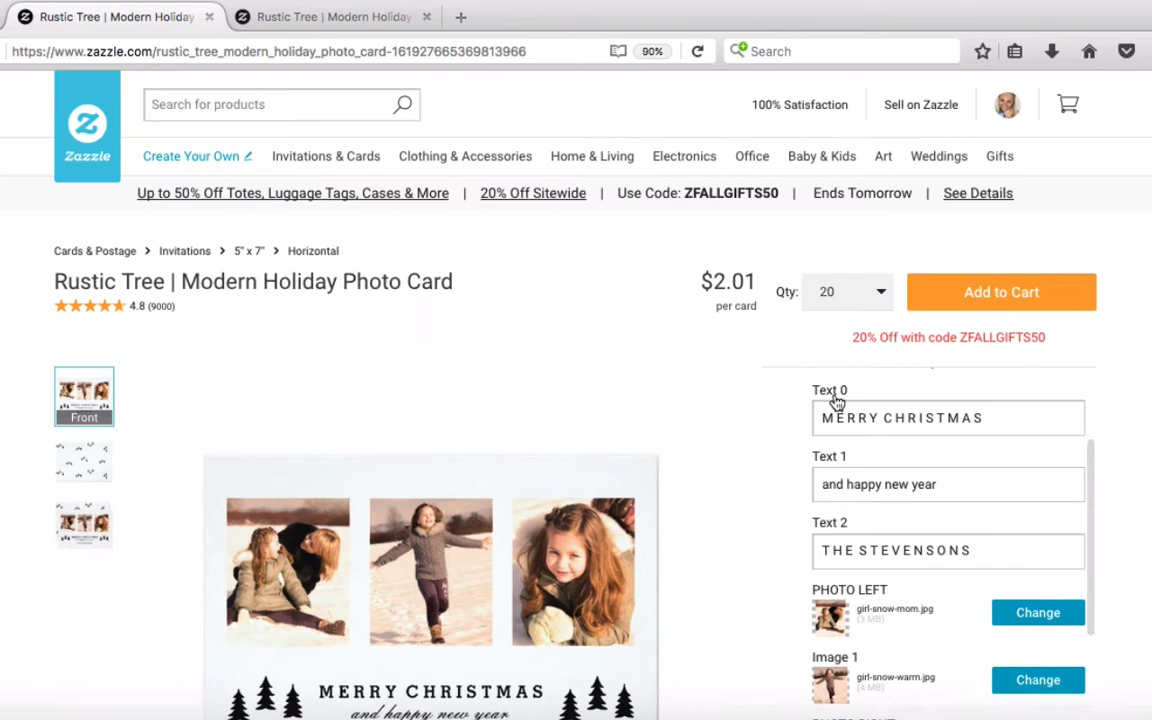 Rustic Tree | Modern Holiday
Rustic Tree | Modern Holiday
https://www.zazzle.com/rustic_tree_modern_holiday_photo_card-161927665369813966
90%
Search
Zazzle
Search for products
100% Satisfaction
Sell on Zazzle
Create Your Own
Invitations & Cards
Clothing & Accessories
Home & Living
Electronics
Office
Baby & Kids
Art
Weddings
Gifts
Up to 50% Off Totes, Luggage Tags, Cases & More | 20% Off Sitewide | Use Code: ZFALLGIFTS50 | Ends Tomorrow | See Details
Cards & Postage > Invitations > 5" x 7" > Horizontal
Rustic Tree | Modern Holiday Photo Card
4.8 (9000)
$2.01
per card
Qty: 20
Add to Cart
20% Off with code ZFALLGIFTS50
Front
Text 0
MERRY CHRISTMAS
Text 1
and happy new year
Text 2
THE STEVENSONS
PHOTO LEFT
girl-snow-mom.jpg
(3 MB)
Change
Image 1
girl-snow-warm.jpg
(4 MB)
Change
MERRY CHRISTMAS
and happy new year